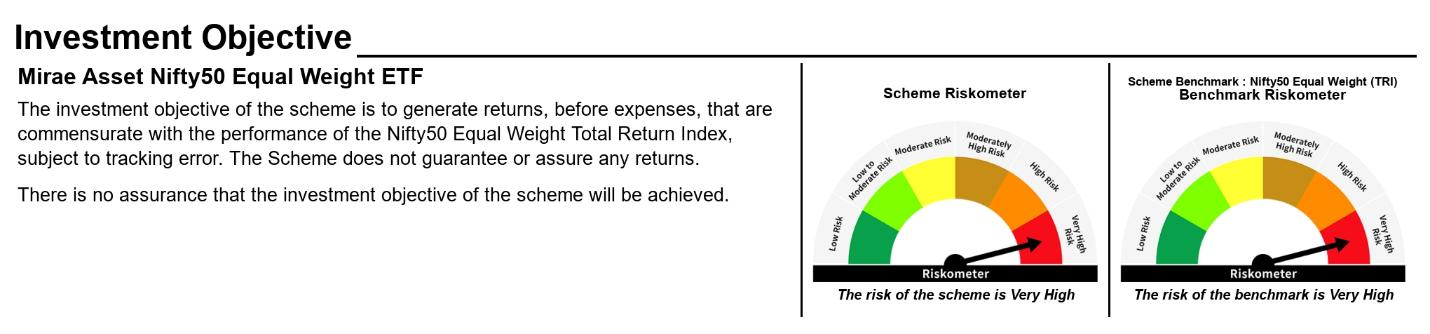 Investment Objective
Mirae Asset Nifty50 Equal Weight ETF
The investment objective of the scheme is to generate returns, before expenses, that are
commensurate with the performance of the Nifty50 Equal Weight Total Return Index,
subject to tracking error. The Scheme does not guarantee or assure any returns.
There is no assurance that the investment objective of the scheme will be achieved.
Scheme Riskometer
Low Risk
Low to
Moderate Risk
Moderate Risk
Moderately
High Risk
High Risk
Very High
Risk
Riskometer
The risk of the scheme is Very High
Scheme Benchmark : Nifty50 Equal Weight (TRI)
Benchmark Riskometer
Low Risk
Low to
Moderate Risk
Moderate Risk
Moderately
High Risk
High Risk
Very High
Risk
Riskometer
The risk of the benchmark is Very High